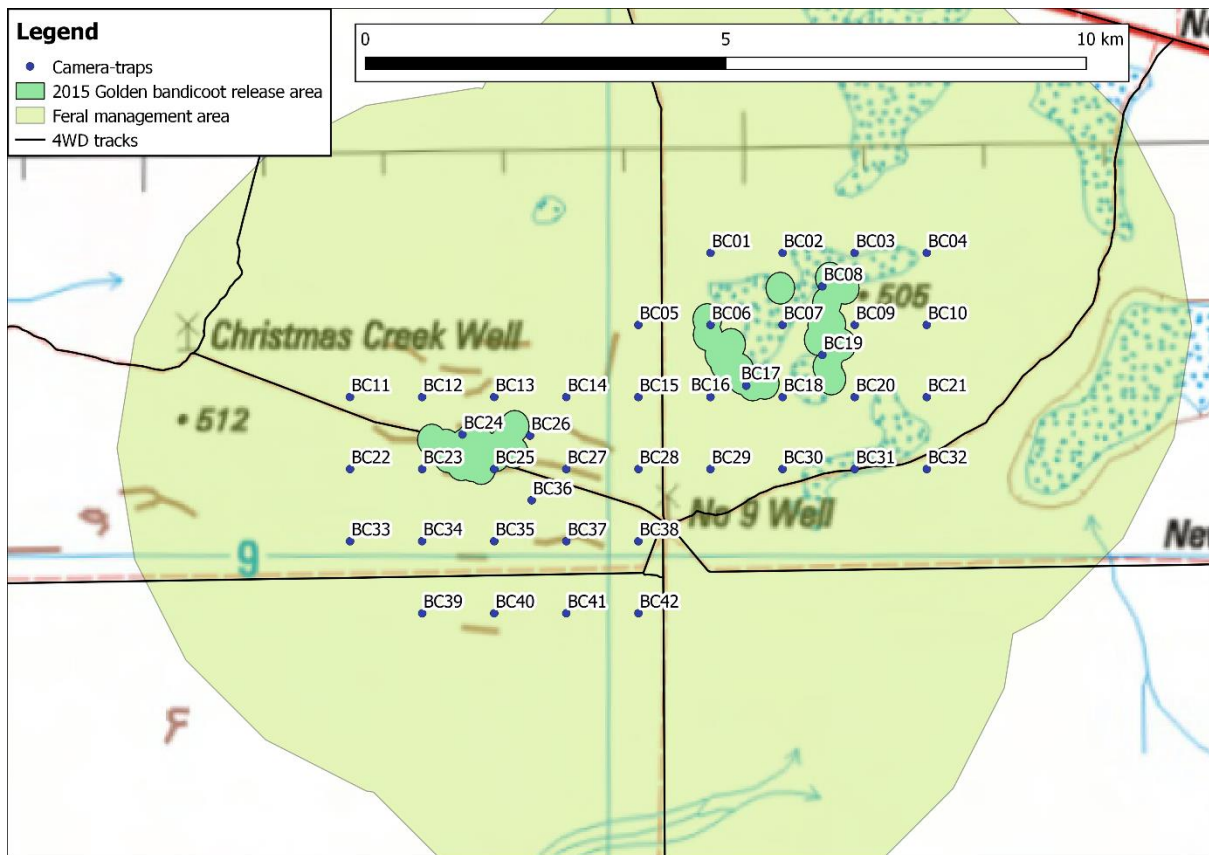 Legend
Camera-traps
2015 Golden bandicoot release area
Feral management area
4WD tracks
0 5 10 km
BC01 BC02 BC03 BC04
BC08
505
BC05 BC06 BC07 BC09 BC10
Christmas Creek Well
BC19
BC17
BC11 BC12 BC13 BC14 BC15 BC16 BC18 BC20 BC21
512
BC24 BC26
BC22 BC23 BC25 BC27 BC28 BC29 BC30 BC31 BC32
BC36
No 9 Well
BC33 BC34 BC35 BC37 BC38
9
BC39 BC40 BC41 BC42